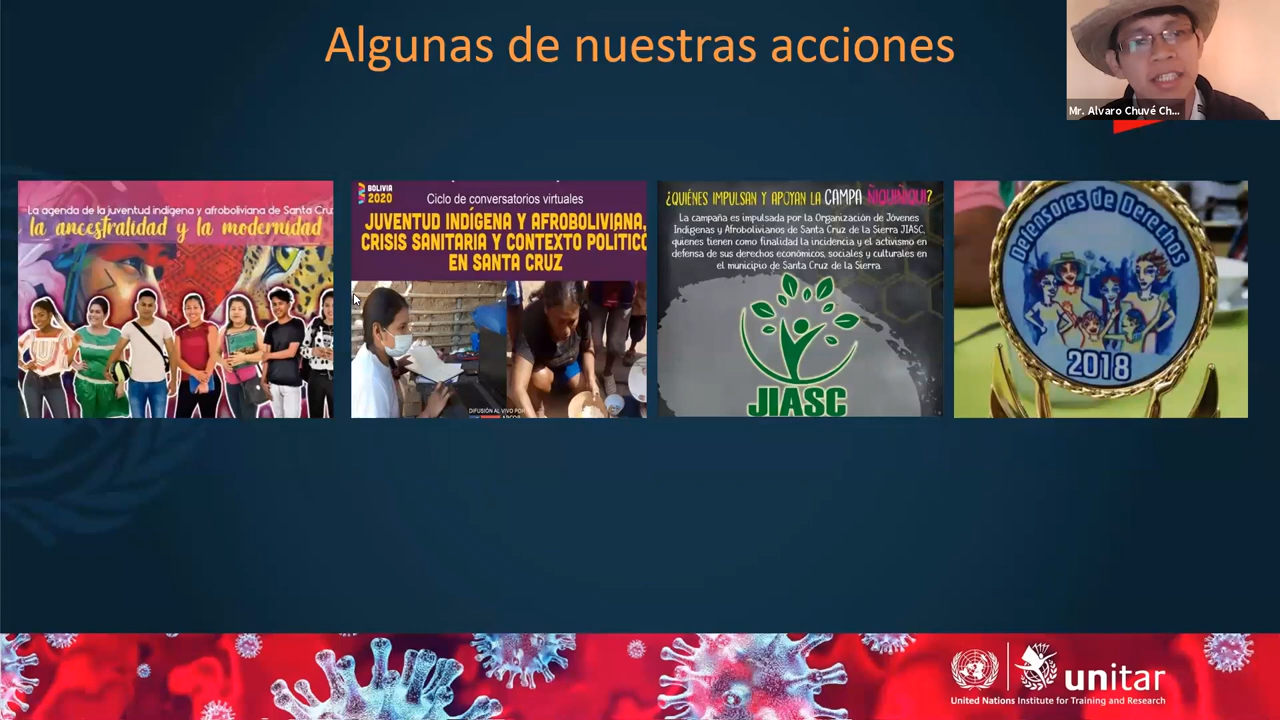 Algunas de nuestras acciones
Mr. Alvaro Chuvé Ch...
La agenda de la juventud indígena y afroboliviana de Santa Cruz
la ancestralidad y la modernidad
BOLIVIA
2020
Ciclo de conversatorios virtuales
JUVENTUD INDÍGENA Y AFROBOLIVIANA,
CRISIS SANITARIA Y CONTEXTO POLITICO
EN SANTA CRUZ
DIFUSIÓN AL VIVO POR
¿QUIÉNES IMPULSAN Y APOYAN LA CAMPA ÑIQUIÑIQUI?
La campaña es impulsada por la Organización de Jóvenes
Indígenas y Afrobolivianos de Santa Cruz de la Sierra JIASC,
quienes tienen como finalidad la incidencia y el activismo en
defensa de sus derechos económicos, sociales y culturales en
el municipio de Santa Cruz de la Sierra.
JIASC
Defensores de Derechos
2018
unitar
United Nations Institute for Training and Research